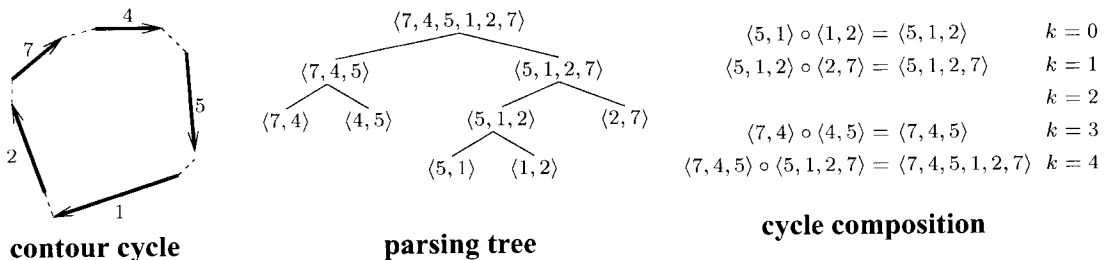 4
7
5
2
1
contour cycle
⟨7, 4, 5, 1, 2, 7⟩
⟨7, 4, 5⟩ ⟨5, 1, 2, 7⟩
⟨7, 4⟩ ⟨4, 5⟩ ⟨5, 1, 2⟩ ⟨2, 7⟩
⟨5, 1⟩ ⟨1, 2⟩
parsing tree
⟨5, 1⟩ ∘ ⟨1, 2⟩ = ⟨5, 1, 2⟩ k = 0
⟨5, 1, 2⟩ ∘ ⟨2, 7⟩ = ⟨5, 1, 2, 7⟩ k = 1
k = 2
⟨7, 4⟩ ∘ ⟨4, 5⟩ = ⟨7, 4, 5⟩ k = 3
⟨7, 4, 5⟩ ∘ ⟨5, 1, 2, 7⟩ = ⟨7, 4, 5, 1, 2, 7⟩ k = 4
cycle composition